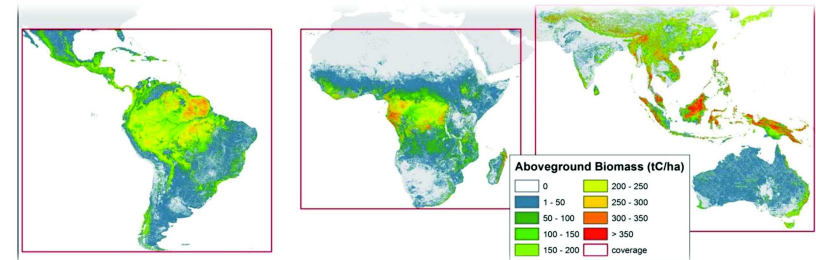 Aboveground Biomass (tC/ha)
0
1 - 50
50 - 100
100 - 150
150 - 200
200 - 250
250 - 300
300 - 350
> 350
coverage